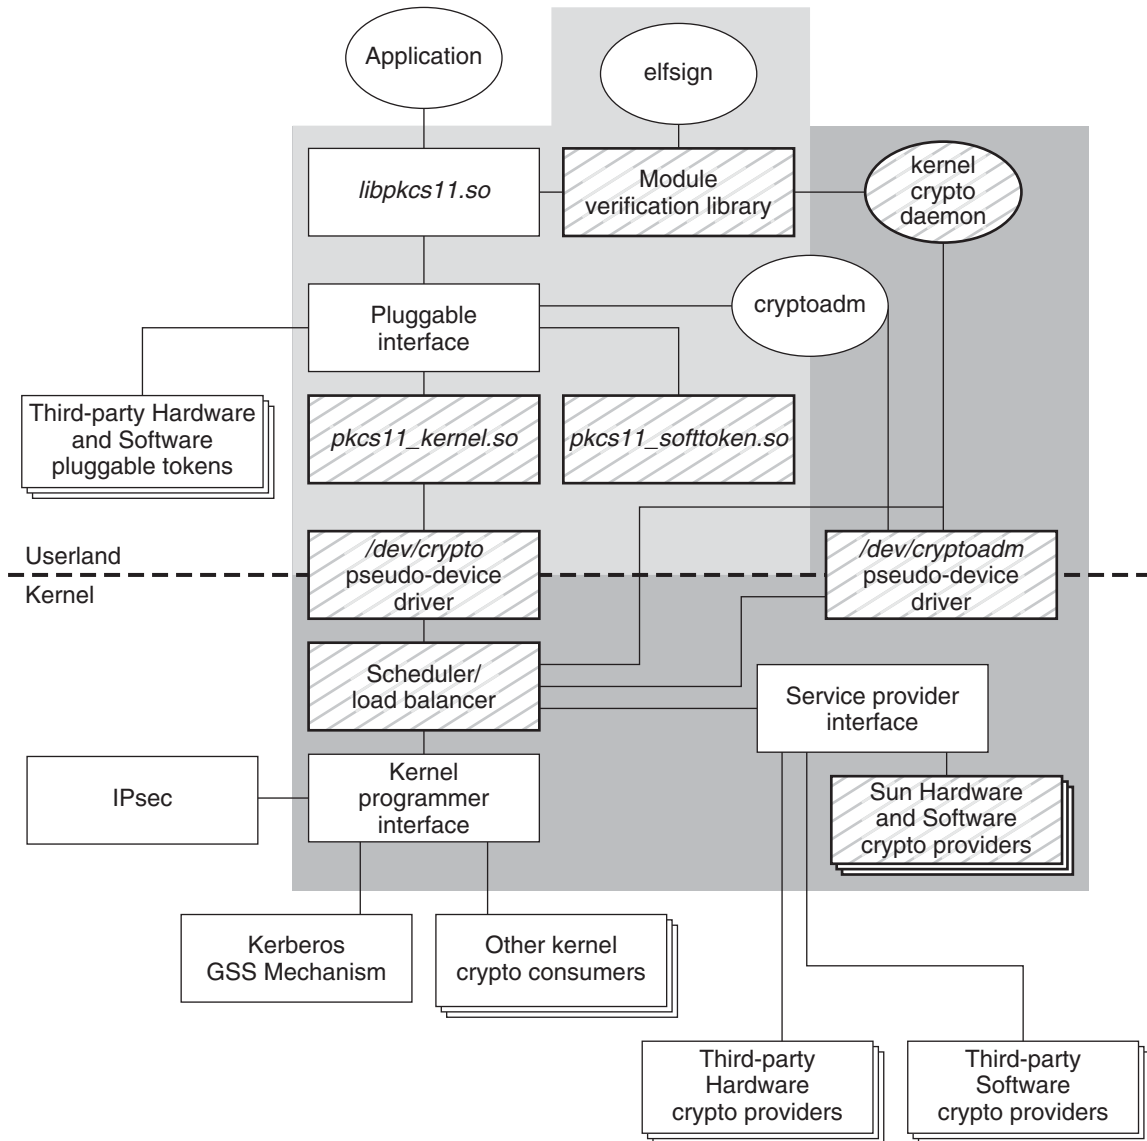 Application
elfsign
libpkcs11.so
Module
verification library
kernel
crypto
daemon
Pluggable
interface
cryptoadm
Third-party Hardware
and Software
pluggable tokens
pkcs11_kernel.so
pkcs11_softtoken.so
Userland
Kernel
/dev/crypto
pseudo-device
driver
/dev/cryptoadm
pseudo-device
driver
Scheduler/
load balancer
Service provider
interface
IPsec
Kernel
programmer
interface
Sun Hardware
and Software
crypto providers
Kerberos
GSS Mechanism
Other kernel
crypto consumers
Third-party
Hardware
crypto providers
Third-party
Software
crypto providers